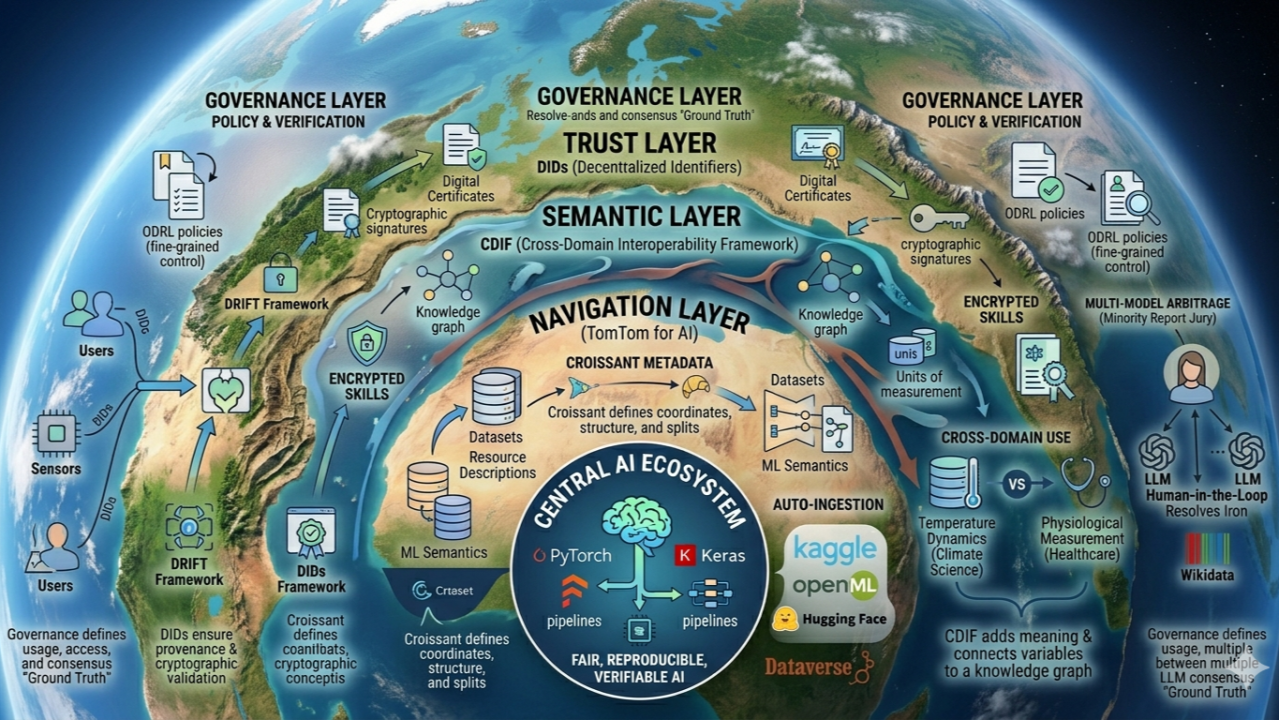 GOVERNANCE LAYER
POLICY & VERIFICATION
GOVERNANCE LAYER
Resolve-ands and consensus "Ground Truth"
TRUST LAYER
DIDs (Decentralized Identifiers)
GOVERNANCE LAYER
POLICY & VERIFICATION
ODRL policies
(fine-grained
control)
Digital
Certificates
Cryptographic
signatures
DRIFT Framework
SEMANTIC LAYER
CDIF (Cross-Domain Interoperability Framework)
Digital
Certificates
cryptographic
signatures
ODRL policies
ODRL policies
(fine-grained
control)
Users
Sensors
Users
DIDG
DIDs
DIDo
Knowledge
graph
ENCRYPTED
SKILLS
NAVIGATION LAYER
(TomTom for AI)
CROISSANT METADATA
Croissant defines coordinates,
structure, and splits
Datasets
Resource
Descriptions
ML Semantics
Datasets
ML Semantics
Knowledge
graph
unis
Units of
measurement
ENCRYPTED
SKILLS
MULTI-MODEL ARBITRAGE
(Minority Report Jury)
LLM
LLM
Human-in-the-Loop
Resolves Iron
Wikidata
CROSS-DOMAIN USE
VS
Temperature
Dynamics
(Climate
Science)
Physiological
Measurement
(Healthcare)
DRIFT
Framework
DIBs
Framework
Crtaset
CENTRAL AI ECOSYSTEM
PyTorch
Keras
pipelines
pipelines
FAIR, REPRODUCIBLE,
VERIFIABLE AI
AUTO-INGESTION
kaggle
openML
Hugging Face
Dataverse
Governance defines
usage, access,
and consensus
"Ground Truth"
DIDs ensure
provenance &
cryptographic
validation
Croissant
defines
cryptographic
conceptis
Croissant defines
coordinates,
structure,
and splits
CDIF adds meaning &
connects variables
to a knowledge graph
Governance defines
usage, multiple
between multiple
LLM consensus
"Ground Truth"